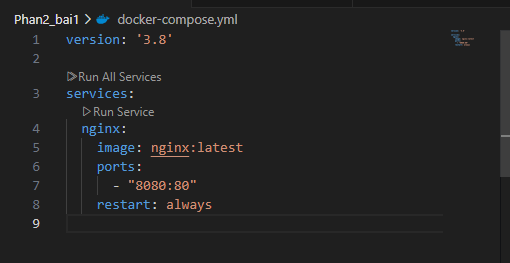 Phan2_bai1 > docker-compose.yml
1 version: '3.8'
2
Run All Services
3 services:
Run Service
4 nginx:
5 image: nginx:latest
6 ports:
7 - "8080:80"
8 restart: always
9